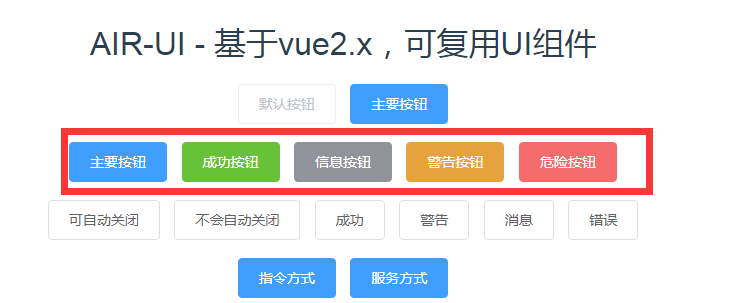 AIR-UI - 基于vue2.x，可复用UI组件
默认按钮 主要按钮
主要按钮 成功按钮 信息按钮 警告按钮 危险按钮
可自动关闭 不会自动关闭 成功 警告 消息 错误
指令方式 服务方式